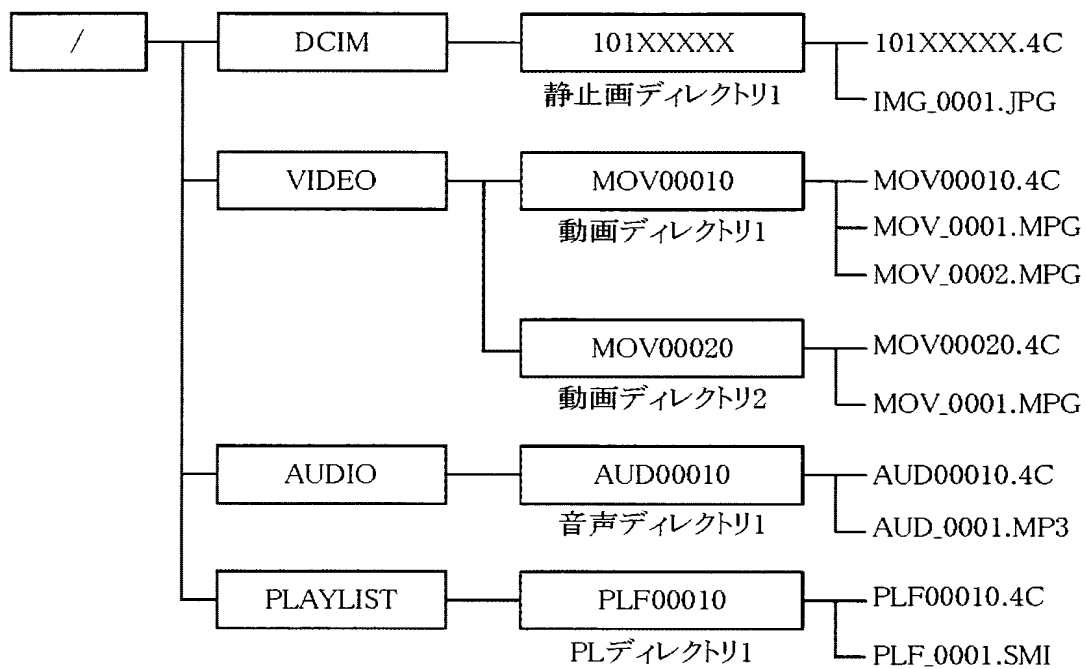 /
DCIM
101XXXXX
静止画ディレクトリ1
101XXXXX.4C
IMG_0001.JPG
VIDEO
MOV00010
動画ディレクトリ1
MOV00010.4C
MOV_0001.MPG
MOV_0002.MPG
MOV00020
動画ディレクトリ2
MOV00020.4C
MOV_0001.MPG
AUDIO
AUD00010
音声ディレクトリ1
AUD00010.4C
AUD_0001.MP3
PLAYLIST
PLF00010
PLディレクトリ1
PLF00010.4C
PLF_0001.SMI